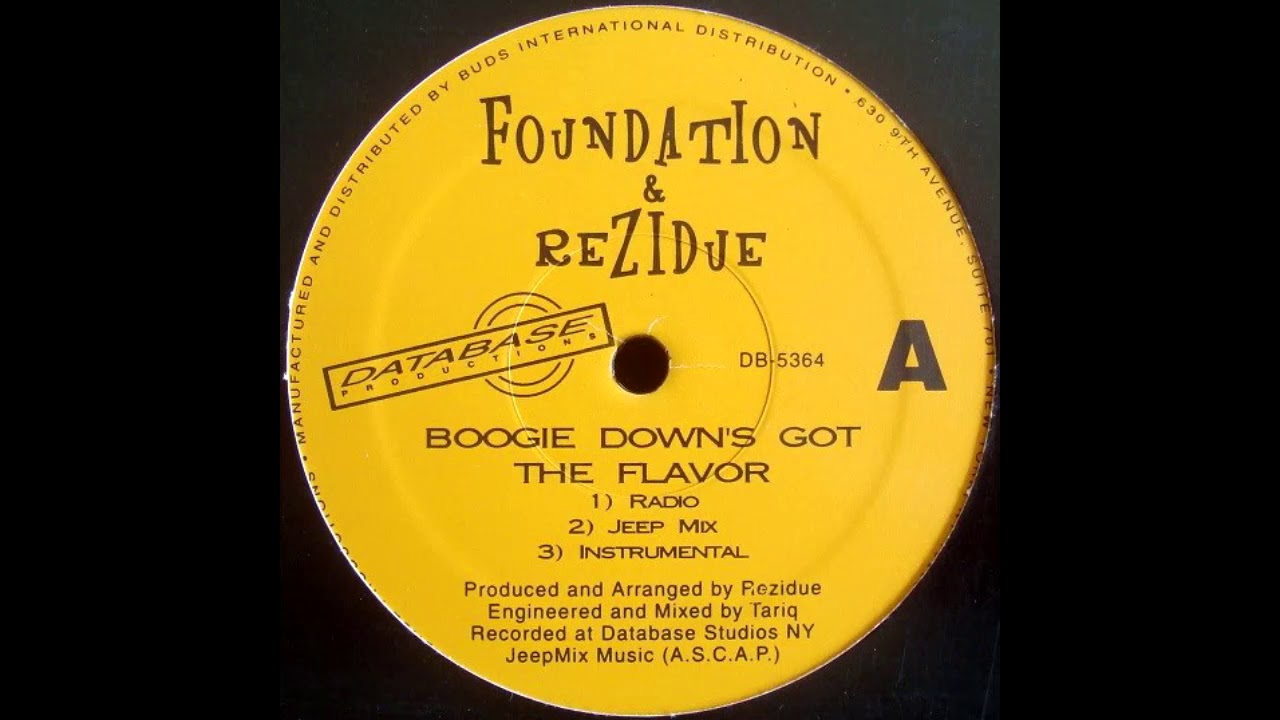 MANUFACTURED AND DISTRIBUTED BY BUDS INTERNATIONAL DISTRIBUTION • 630 9TH AVENUE, SUITE 701 • NEW
FOUNDATION
&
REZIDUE
DATABASE
PRODUCTIONS
DB-5364
A
BOOGIE DOWN'S GOT
THE FLAVOR
1) RADIO
2) JEEP MIX
3) INSTRUMENTAL
Produced and Arranged by Rezidue
Engineered and Mixed by Tariq
Recorded at Database Studios NY
JeepMix Music (A.S.C.A.P.)